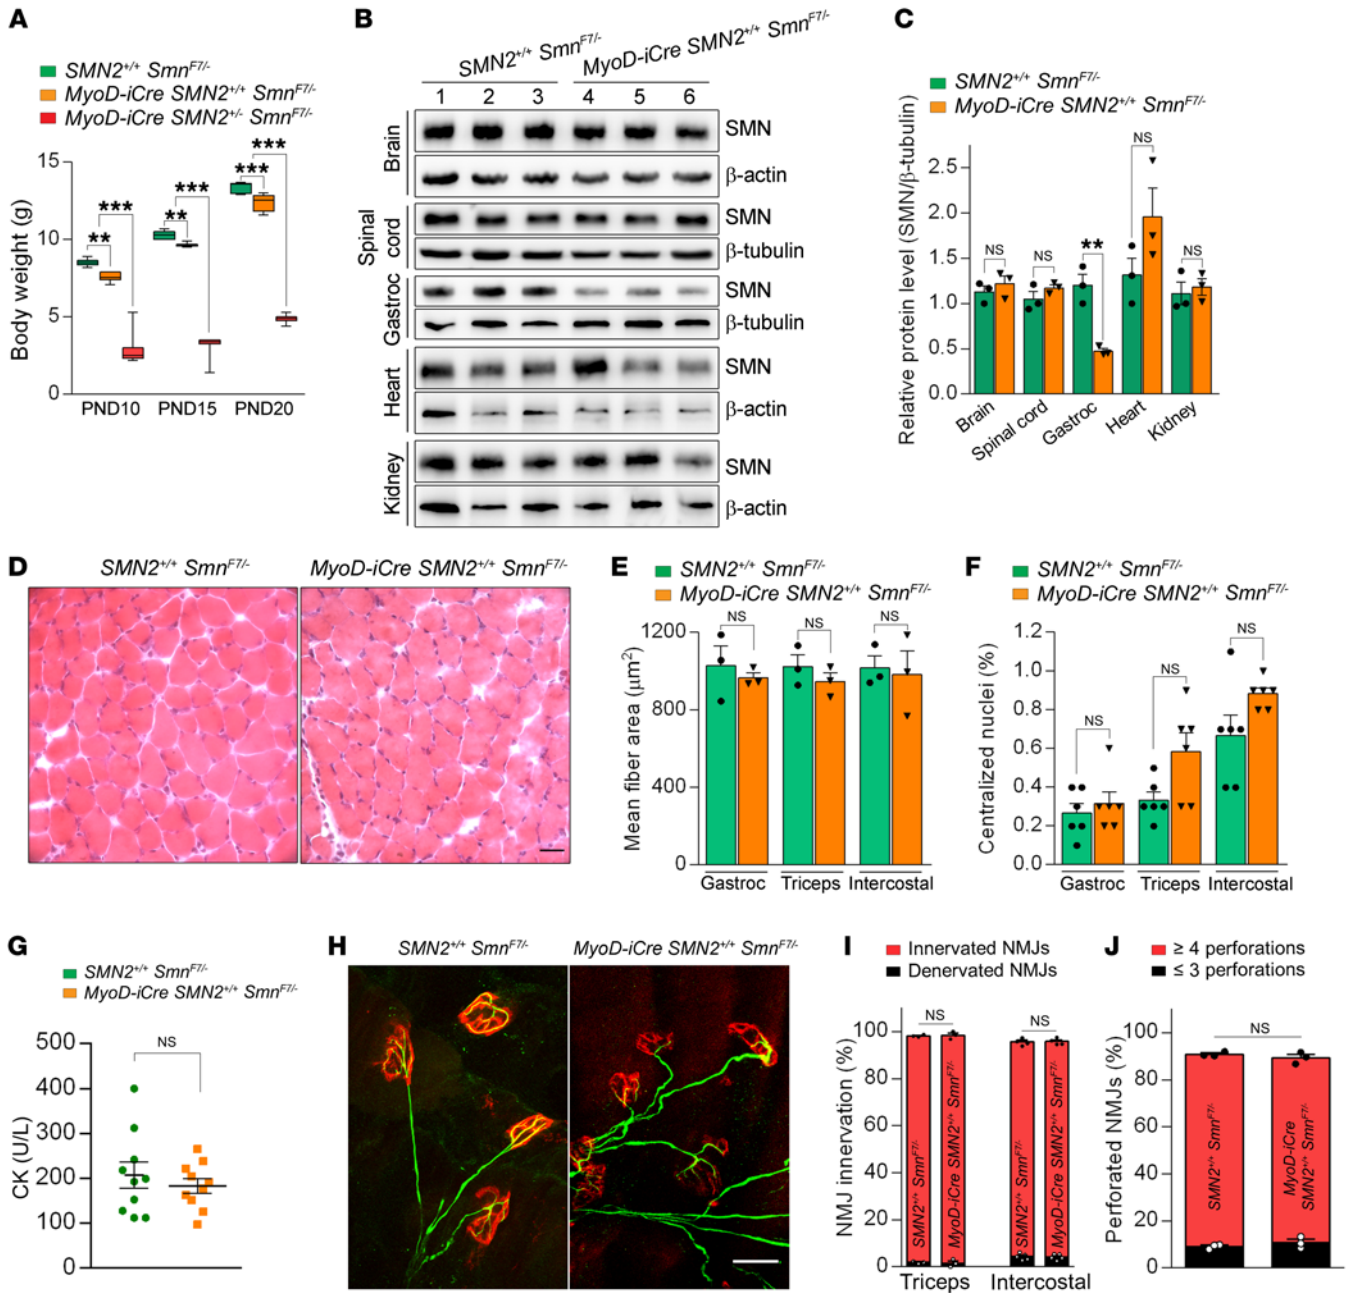 A
SMN2+/+ SmnF7/-
MyoD-iCre SMN2+/+ SmnF7/-
MyoD-iCre SMN2+/- SmnF7/-
Body weight (g)
15
10
5
0
** *** ** *** *** ***
PND10 PND15 PND20
B
SMN2+/+ SmnF7/-
MyoD-iCre SMN2+/+ SmnF7/-
1 2 3 4 5 6
Brain
SMN
β-actin
Spinal cord
SMN
β-tubulin
Gastroc
SMN
β-tubulin
Heart
SMN
β-actin
Kidney
SMN
β-actin
C
SMN2+/+ SmnF7/-
MyoD-iCre SMN2+/+ SmnF7/-
Relative protein level (SMN/β-tubulin)
2.5
2.0
1.5
1.0
0.5
0.0
NS NS ** NS NS
Brain Spinal cord Gastroc Heart Kidney
D
SMN2+/+ SmnF7/-
MyoD-iCre SMN2+/+ SmnF7/-
E
SMN2+/+ SmnF7/-
MyoD-iCre SMN2+/+ SmnF7/-
Mean fiber area (μm2)
1200
800
400
0
NS NS NS
Gastroc Triceps Intercostal
F
SMN2+/+ SmnF7/-
MyoD-iCre SMN2+/+ SmnF7/-
Centralized nuclei (%)
1.2
1.0
0.8
0.6
0.4
0.2
0.0
NS NS NS
Gastroc Triceps Intercostal
G
SMN2+/+ SmnF7/-
MyoD-iCre SMN2+/+ SmnF7/-
CK (U/L)
500
400
300
200
100
0
NS
H
SMN2+/+ SmnF7/-
MyoD-iCre SMN2+/+ SmnF7/-
I
Innervated NMJs
Denervated NMJs
NMJ innervation (%)
100
80
60
40
20
0
NS NS
SMN2+/+ SmnF7/-
MyoD-iCre SMN2+/+ SmnF7/-
SMN2+/+ SmnF7/-
MyoD-iCre SMN2+/+ SmnF7/-
Triceps Intercostal
J
≥ 4 perforations
≤ 3 perforations
Perforated NMJs (%)
100
80
60
40
20
0
NS
SMN2+/+ SmnF7/-
MyoD-iCre
SMN2+/+ SmnF7/-